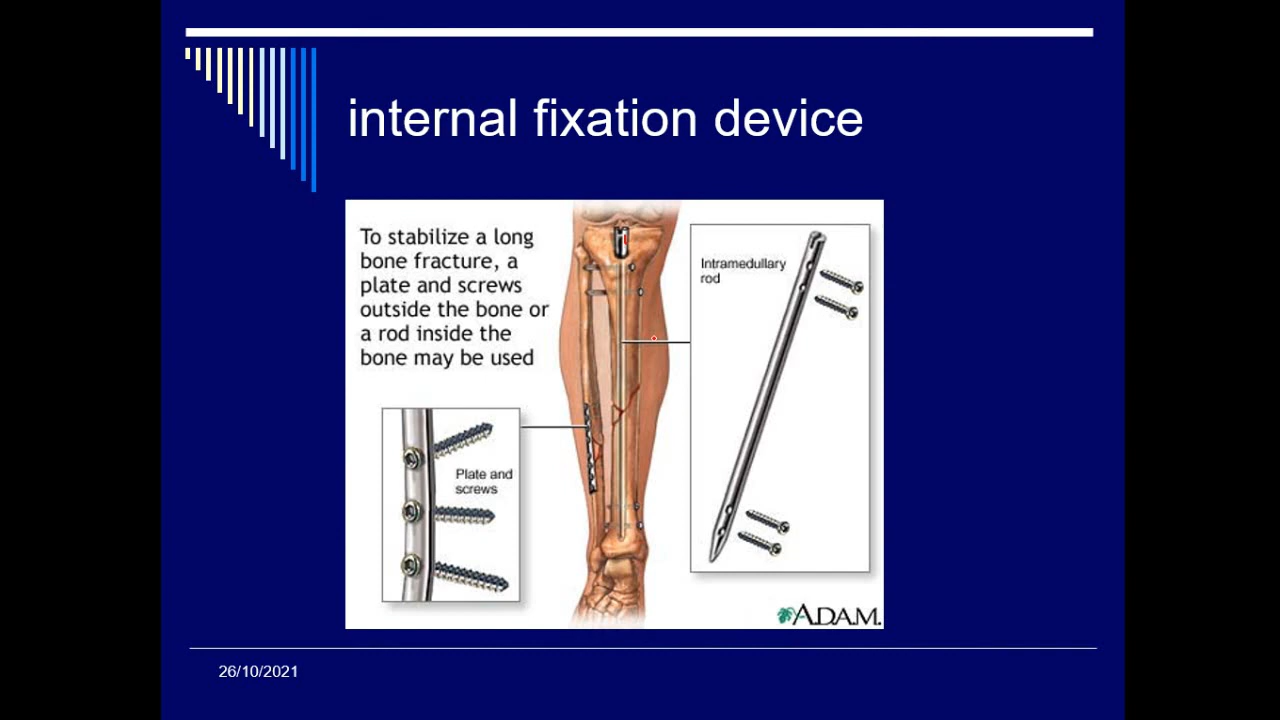 internal fixation device
To stabilize a long
bone fracture, a
plate and screws
outside the bone or
a rod inside the
bone may be used
Intramedullary
rod
Plate and
screws
A.D.A.M.
26/10/2021